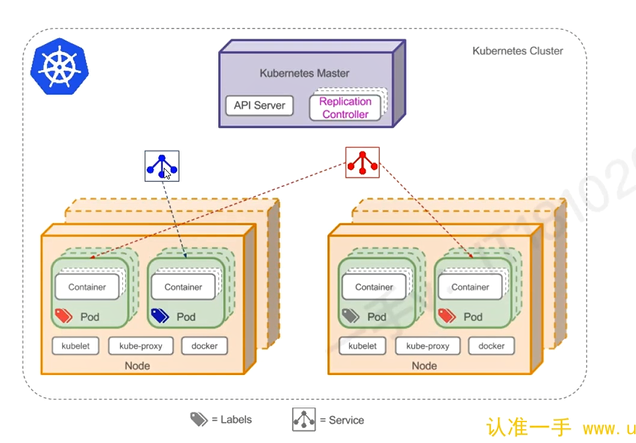 Kubernetes Cluster
Kubernetes Master
API Server
Replication
Controller
Container
Container
Pod
Pod
kubelet
kube-proxy
docker
Node
Container
Container
Pod
Pod
kubelet
kube-proxy
docker
Node
= Labels
= Service
认准一手 www.u